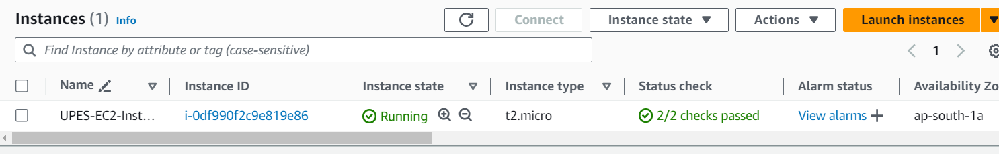 Instances (1) Info Connect Instance state Actions Launch instances
Find Instance by attribute or tag (case-sensitive) 1
Name Instance ID Instance state Instance type Status check Alarm status Availability Zo
UPES-EC2-Inst... i-0df990f2c9e819e86 Running t2.micro 2/2 checks passed View alarms ap-south-1a